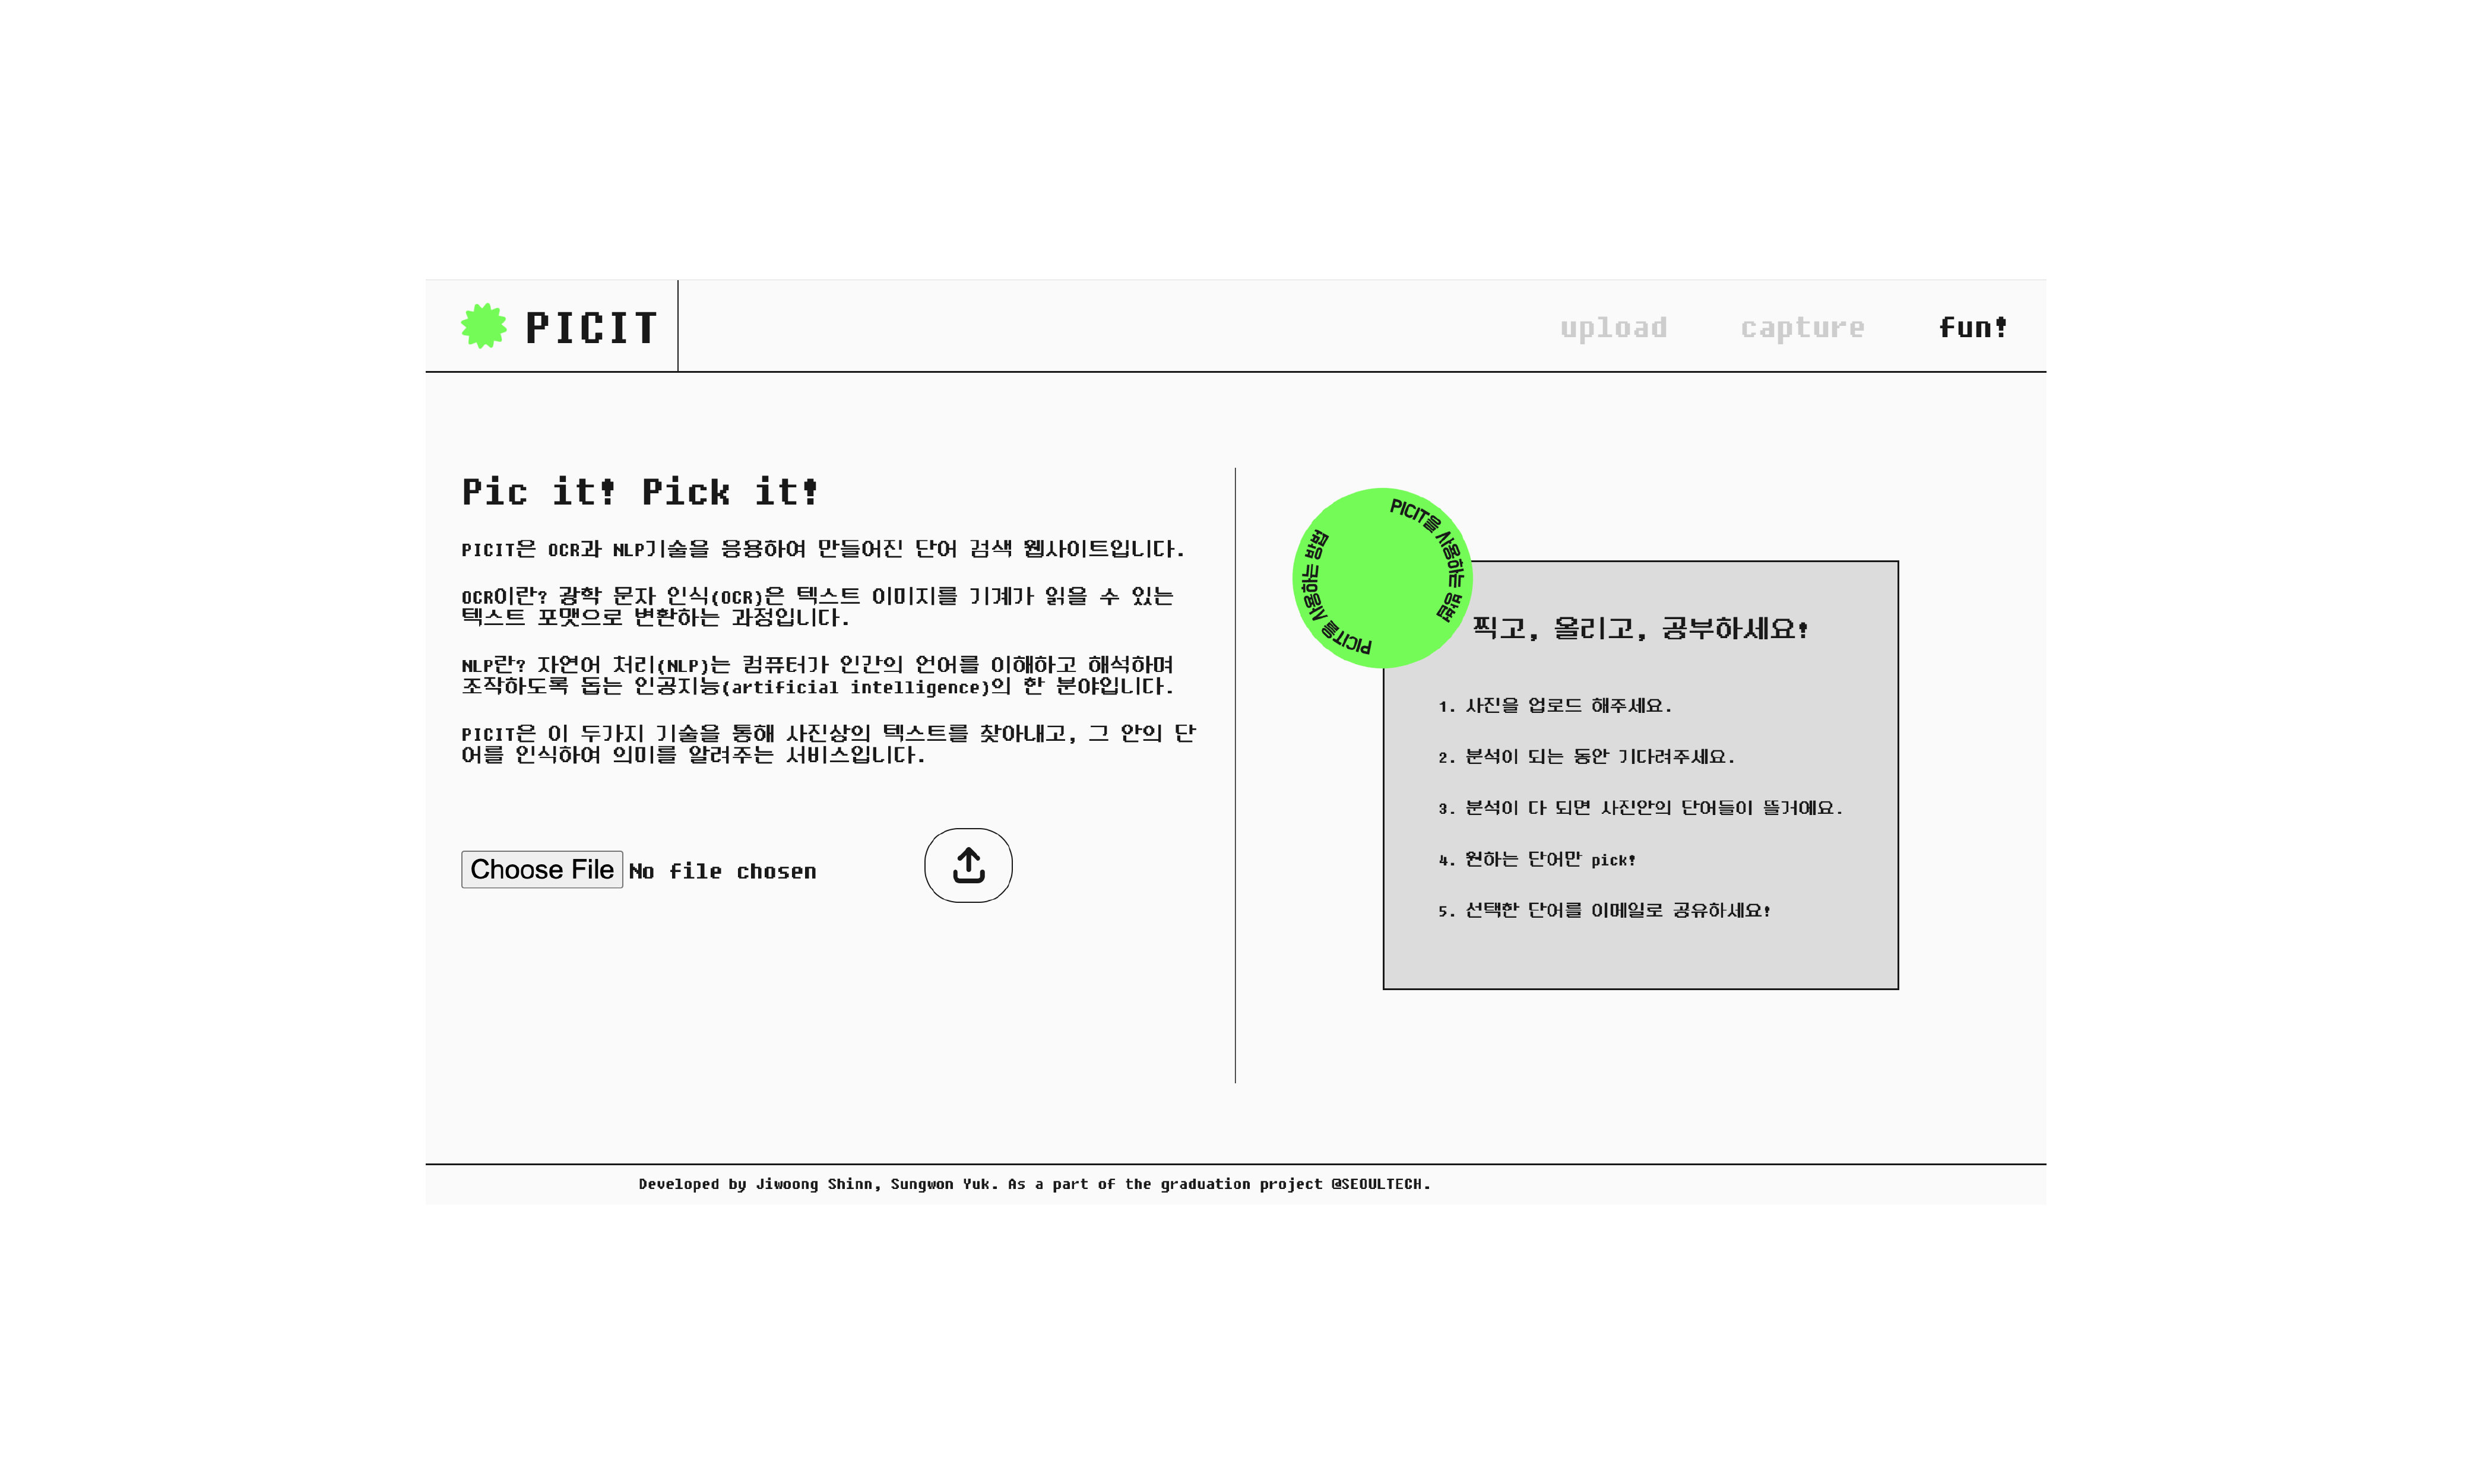 PICIT
upload
capture
fun!
Pic it! Pick it!
PICIT은 OCR과 NLP기술을 응용하여 만들어진 단어 검색 웹사이트입니다.
OCR이란? 광학 문자 인식(OCR)은 텍스트 이미지를 기계가 읽을 수 있는
텍스트 포맷으로 변환하는 과정입니다.
NLP란? 자연어 처리(NLP)는 컴퓨터가 인간의 언어를 이해하고 해석하며
조작하도록 돕는 인공지능(artificial intelligence)의 한 분야입니다.
PICIT은 이 두가지 기술을 통해 사진상의 텍스트를 찾아내고, 그 안의 단
어를 인식하여 의미를 알려주는 서비스입니다.
Choose File No file chosen
PICIT을 사용하는 방법
PICIT을 사용하는 방법
찍고, 올리고, 공부하세요!
1. 사진을 업로드 해주세요.
2. 분석이 되는 동안 기다려주세요.
3. 분석이 다 되면 사진안의 단어들이 뜰거예요.
4. 원하는 단어만 pick!
5. 선택한 단어를 이메일로 공유하세요!
Developed by Jiwoong Shinn, Sungwon Yuk. As a part of the graduation project @SEOULTECH.